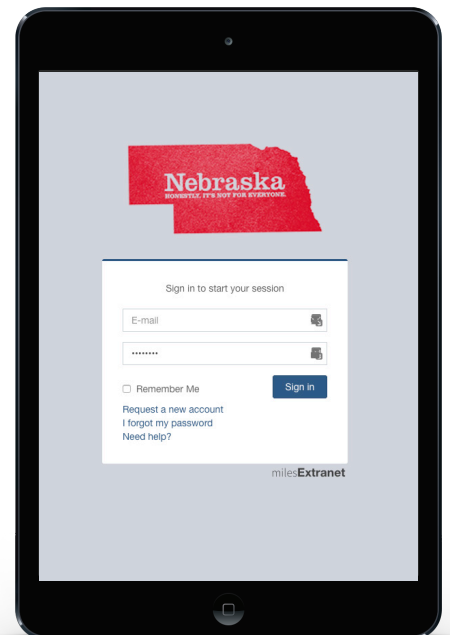 Nebraska
HONESTLY, IT'S NOT FOR EVERYONE.
Sign in to start your session
E-mail
••••••••
Remember Me
Sign in
Request a new account
I forgot my password
Need help?
milesExtranet